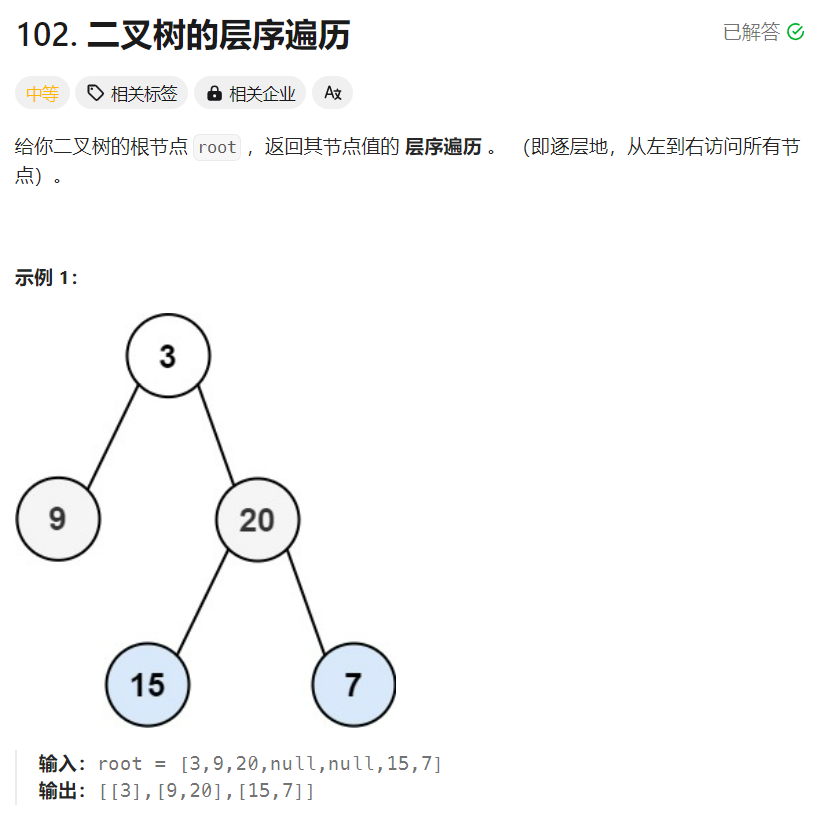 102. 二叉树的层序遍历
已解答
中等 相关标签 相关企业
给你二叉树的根节点 root ，返回其节点值的 层序遍历 。 （即逐层地，从左到右访问所有节
点）。
示例 1：
3
9 20
15 7
输入：root = [3,9,20,null,null,15,7]
输出：[[3],[9,20],[15,7]]